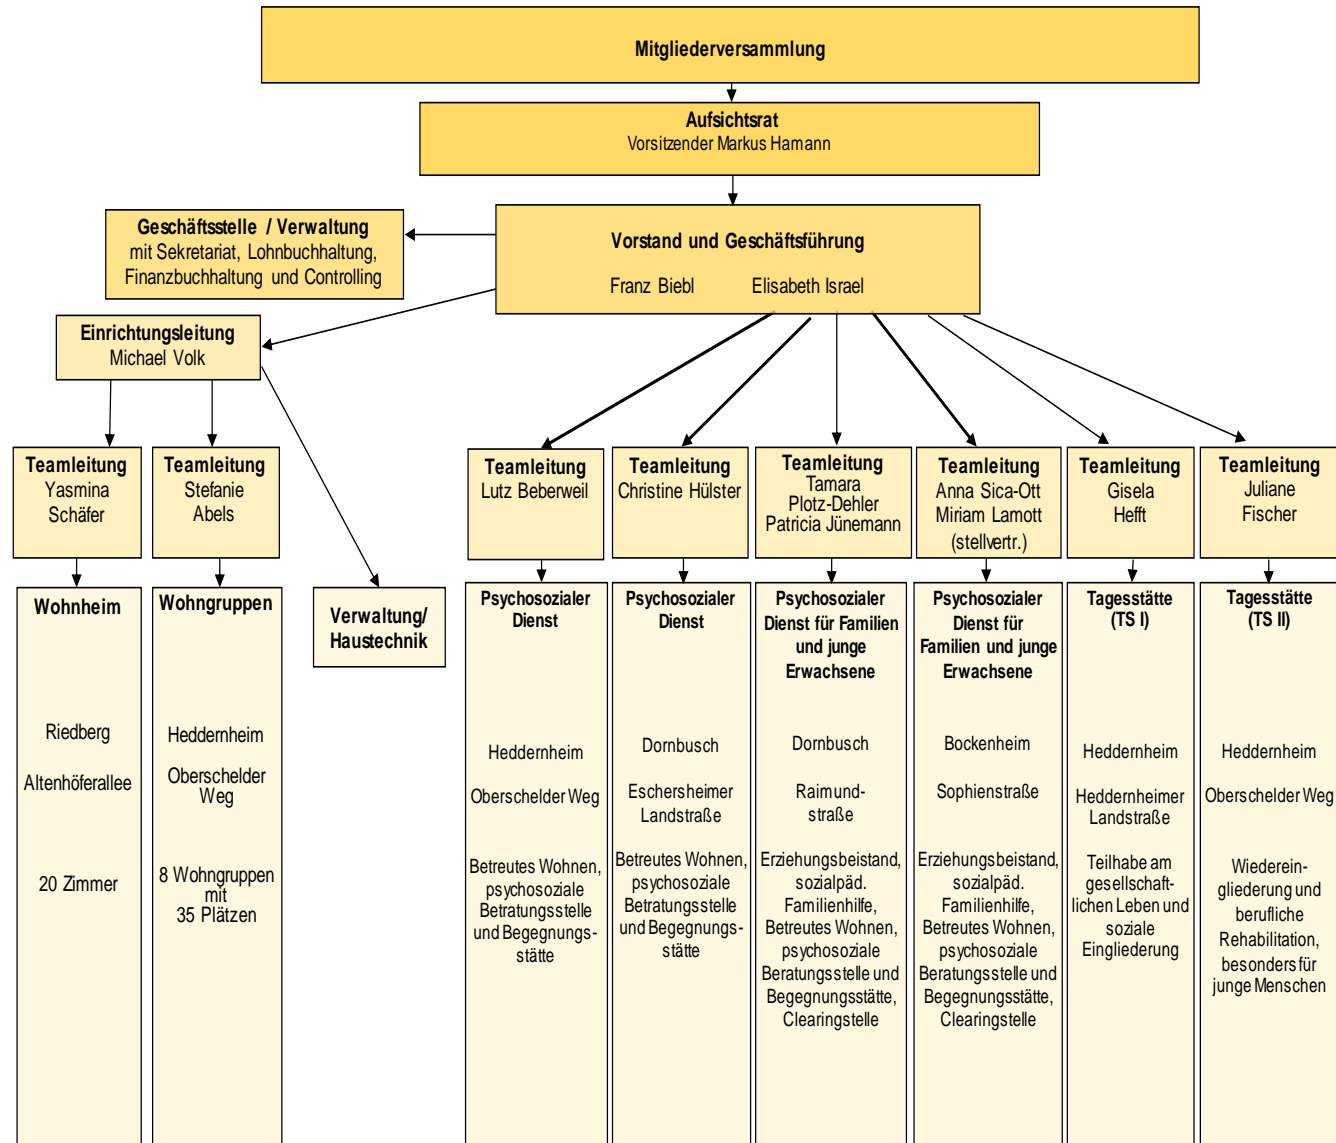 Mitgliederversammlung
Aufsichtsrat
Vorsitzender Markus Hamann
Geschäftsstelle / Verwaltung
mit Sekretariat, Lohnbuchhaltung,
Finanzbuchhaltung und Controlling
Vorstand und Geschäftsführung
Franz Biebl Elisabeth Israel
Einrichtungsleitung
Michael Volk
Teamleitung
Yasmina
Schäfer
Teamleitung
Stefanie
Abels
Teamleitung
Lutz Beberweil
Teamleitung
Christine Hülster
Teamleitung
Tamara
Plotz-Dehler
Patricia Jünemann
Teamleitung
Anna Sica-Ott
Miriam Lamott
(stellvertr.)
Teamleitung
Gisela
Hefft
Teamleitung
Juliane
Fischer
Wohnheim
Riedberg
Altenhöferallee
20 Zimmer
Wohngruppen
Heddernheim
Oberschelder
Weg
8 Wohngruppen
mit
35 Plätzen
Verwaltung/
Haustechnik
Psychosozialer
Dienst
Heddernheim
Oberschelder Weg
Betreutes Wohnen,
psychosoziale
Betratungsstelle
und Begegnungs-
stätte
Psychosozialer
Dienst
Dornbusch
Eschersheimer
Landstraße
Betreutes Wohnen,
psychosoziale
Betratungsstelle
und Begegnungs-
stätte
Psychosozialer
Dienst für Familien
und junge
Erwachsene
Dornbusch
Raimund-
straße
Erziehungsbeistand,
sozialpäd.
Familienhilfe,
Betreutes Wohnen,
psychosoziale
Beratungsstelle und
Begegnungsstätte,
Clearingstelle
Psychosozialer
Dienst für
Familien und junge
Erwachsene
Bockenheim
Sophienstraße
Erziehungsbeistand,
sozialpäd.
Familienhilfe,
Betreutes Wohnen,
psychosoziale
Beratungsstelle und
Begegnungsstätte,
Clearingstelle
Tagesstätte
(TS I)
Heddernheim
Heddernheimer
Landstraße
Teilhabe am
gesellschaft-
lichen Leben und
soziale
Eingliederung
Tagesstätte
(TS II)
Heddernheim
Oberschelder Weg
Wiederein-
gliederung und
berufliche
Rehabilitation,
besonders für
junge Menschen